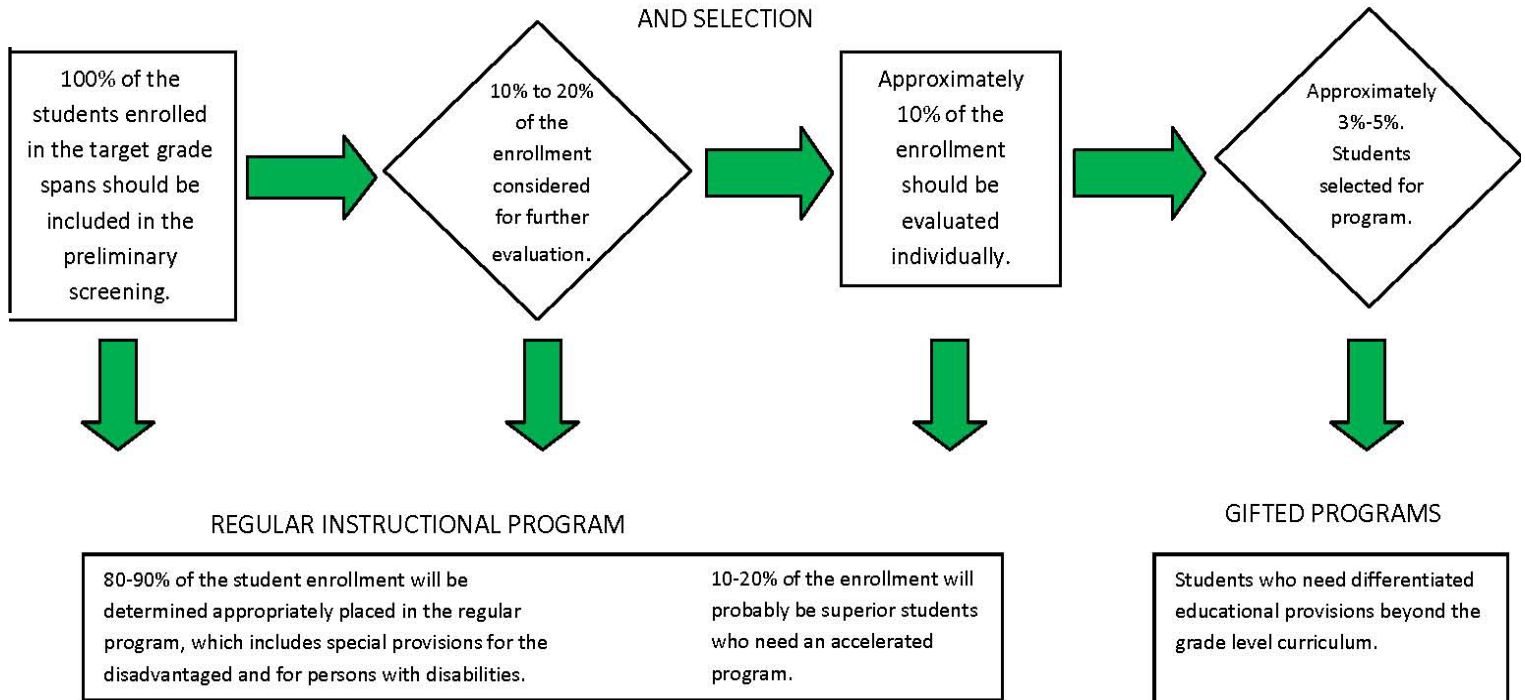 AND SELECTION
100% of the
students enrolled
in the target grade
spans should be
included in the
preliminary
screening.
10% to 20%
of the
enrollment
considered
for further
evaluation.
Approximately
10% of the
enrollment
should be
evaluated
individually.
Approximately
3%-5%.
Students
selected for
program.
REGULAR INSTRUCTIONAL PROGRAM
80-90% of the student enrollment will be
determined appropriately placed in the regular
program, which includes special provisions for the
disadvantaged and for persons with disabilities.
10-20% of the enrollment will
probably be superior students
who need an accelerated
program.
GIFTED PROGRAMS
Students who need differentiated
educational provisions beyond the
grade level curriculum.